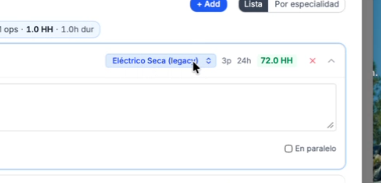 + Add Lista Por especialidad
ops · 1.0 HH · 1.0h dur
Eléctrico Seca (legacy) 3p 24h 72.0 HH ×
En paralelo